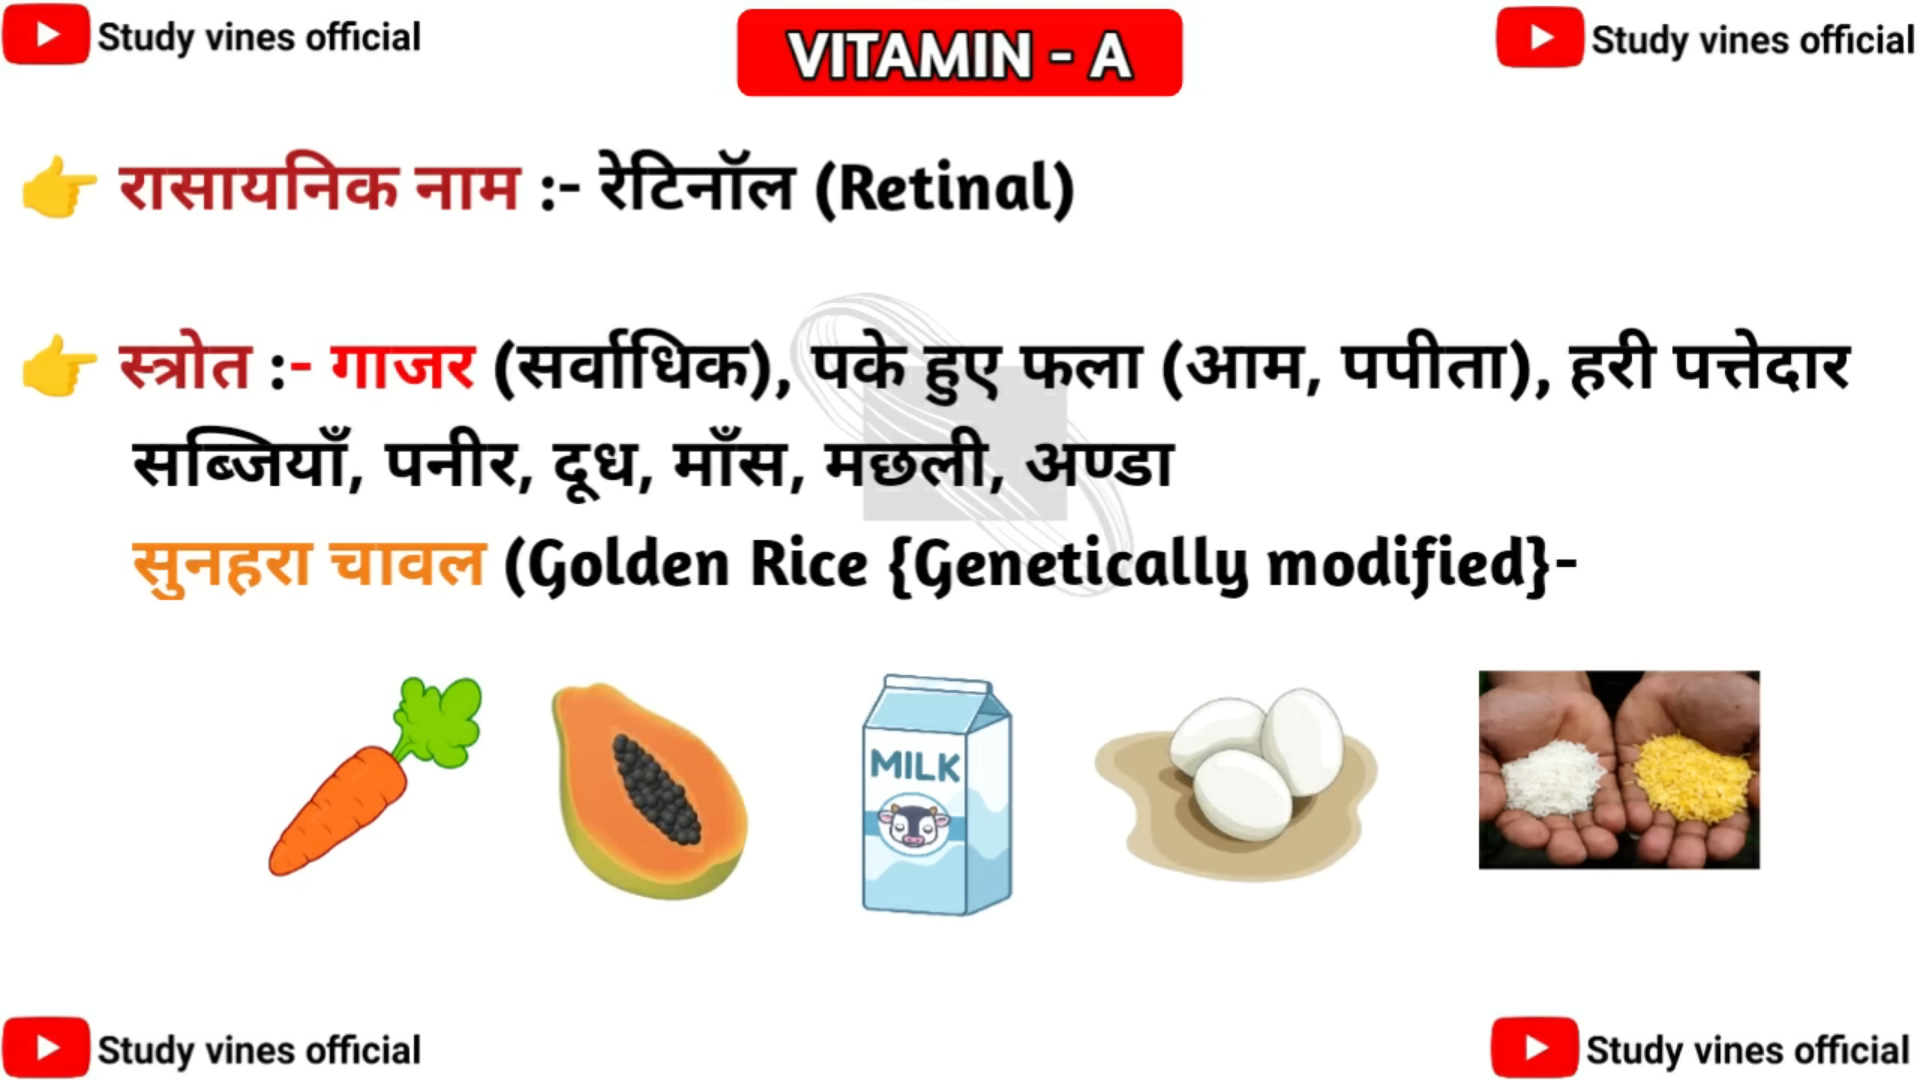 Study vines official
VITAMIN - A
Study vines official
👉 रासायनिक नाम :- रेटिनॉल (Retinal)
👉 स्त्रोत :- गाजर (सर्वाधिक), पके हुए फला (आम, पपीता), हरी पत्तेदार
सब्जियाँ, पनीर, दूध, माँस, मछली, अण्डा
सुनहरा चावल (Golden Rice {Genetically modified}-
MILK
Study vines official
Study vines official